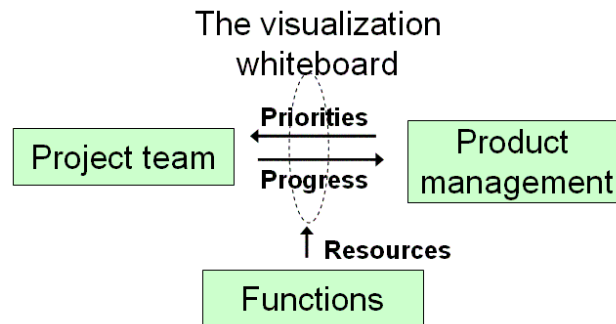 The visualization
whiteboard
Priorities
Project team
Product
management
Progress
Resources
Functions